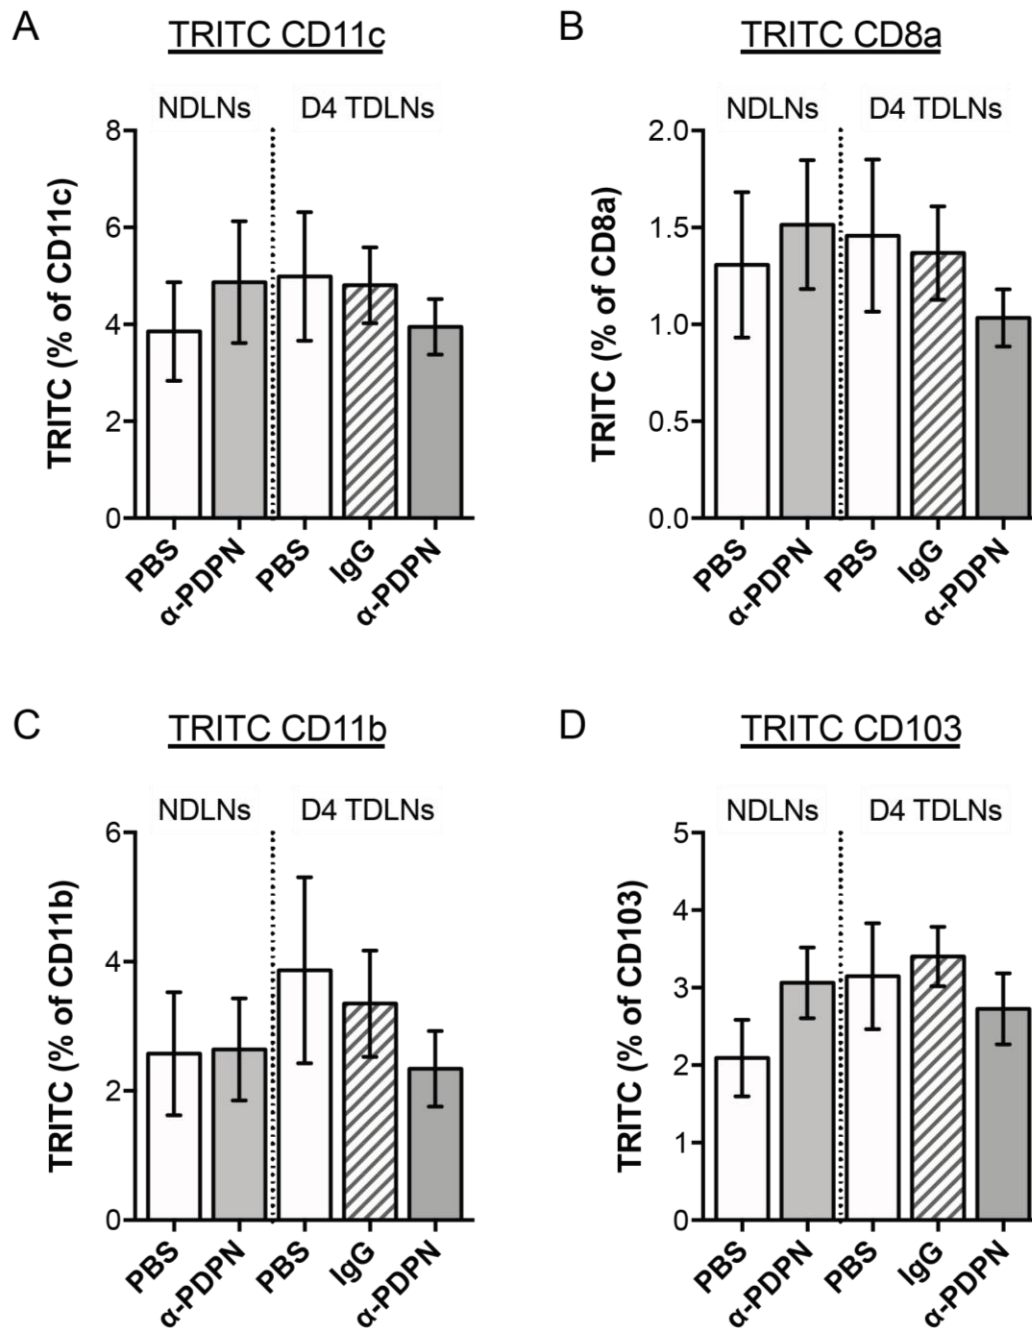 A
TRITC CD11c
NDLNs
D4 TDLNs
TRITC (% of CD11c)
8
6
4
2
0
PBS
α-PDPN
PBS
IgG
α-PDPN
B
TRITC CD8a
NDLNs
D4 TDLNs
TRITC (% of CD8a)
2.0
1.5
1.0
0.5
0.0
PBS
α-PDPN
PBS
IgG
α-PDPN
C
TRITC CD11b
NDLNs
D4 TDLNs
TRITC (% of CD11b)
6
4
2
0
PBS
α-PDPN
PBS
IgG
α-PDPN
D
TRITC CD103
NDLNs
D4 TDLNs
TRITC (% of CD103)
5
4
3
2
1
0
PBS
α-PDPN
PBS
IgG
α-PDPN